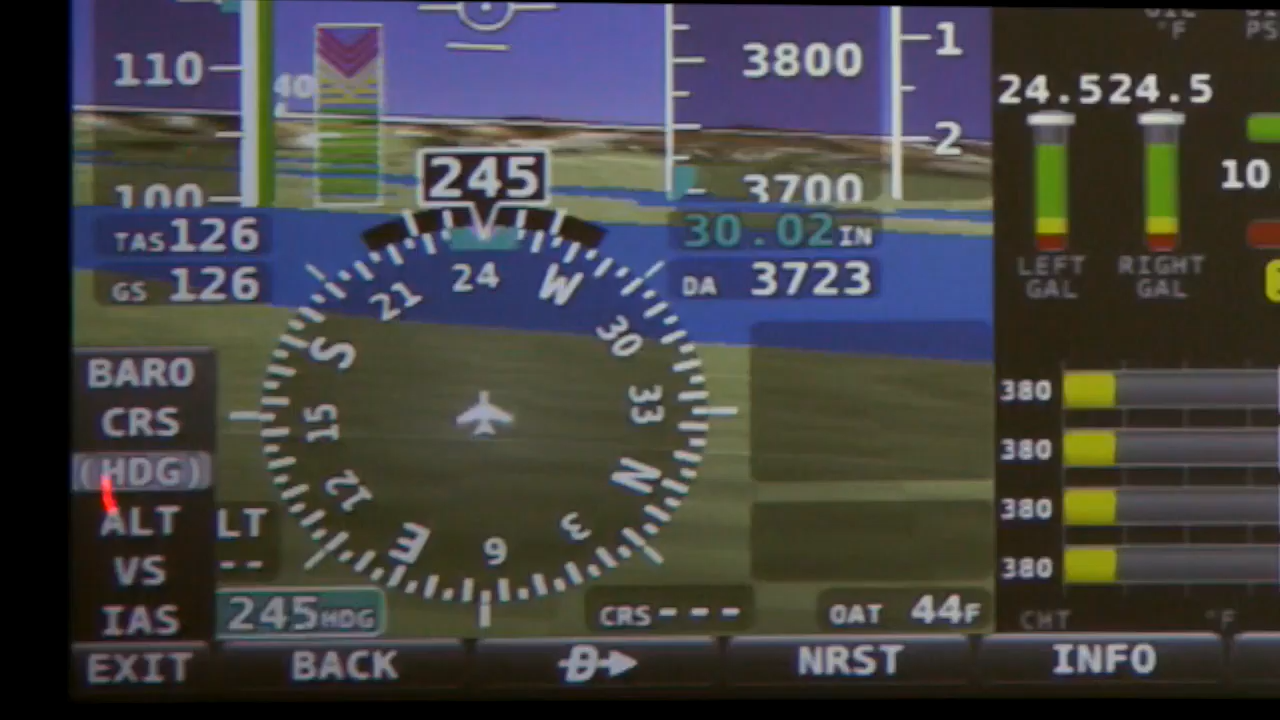 110
40
100
3800
3700
1
2
245
TAS 126
GS 126
30.02 IN
DA 3723
24.5 24.5
10
LEFT GAL
RIGHT GAL
°F
21 24 W 30 33 N 3 6 E 12 15 S
BARO
CRS
(HDG)
ALT
VS
IAS
LT
--
245 HDG
CRS ---
OAT 44F
380
380
380
380
CHT °F
EXIT
BACK
D
NRST
INFO